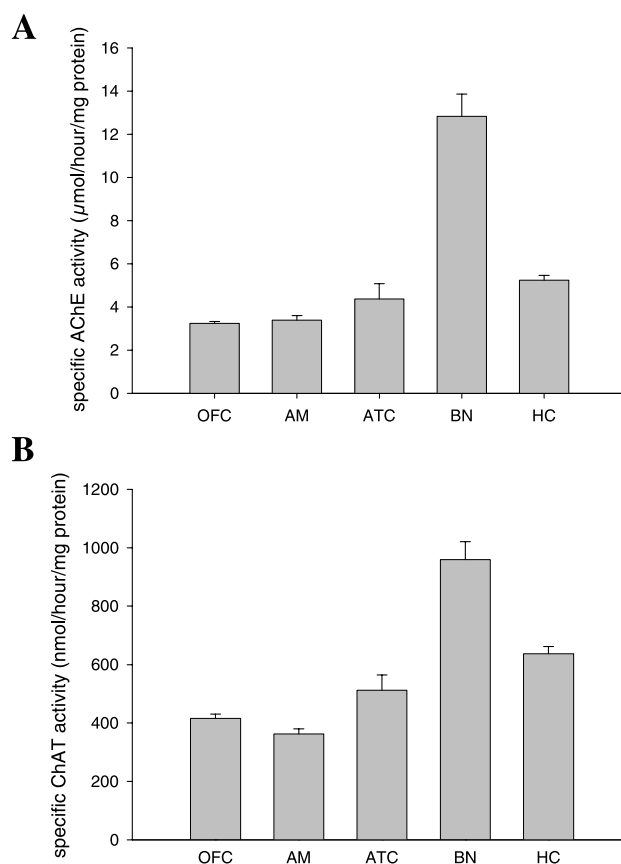 A
specific AChE activity (µmol/hour/mg protein)
16
14
12
10
8
6
4
2
0
OFC AM ATC BN HC
B
specific ChAT activity (nmol/hour/mg protein)
1200
1000
800
600
400
200
0
OFC AM ATC BN HC